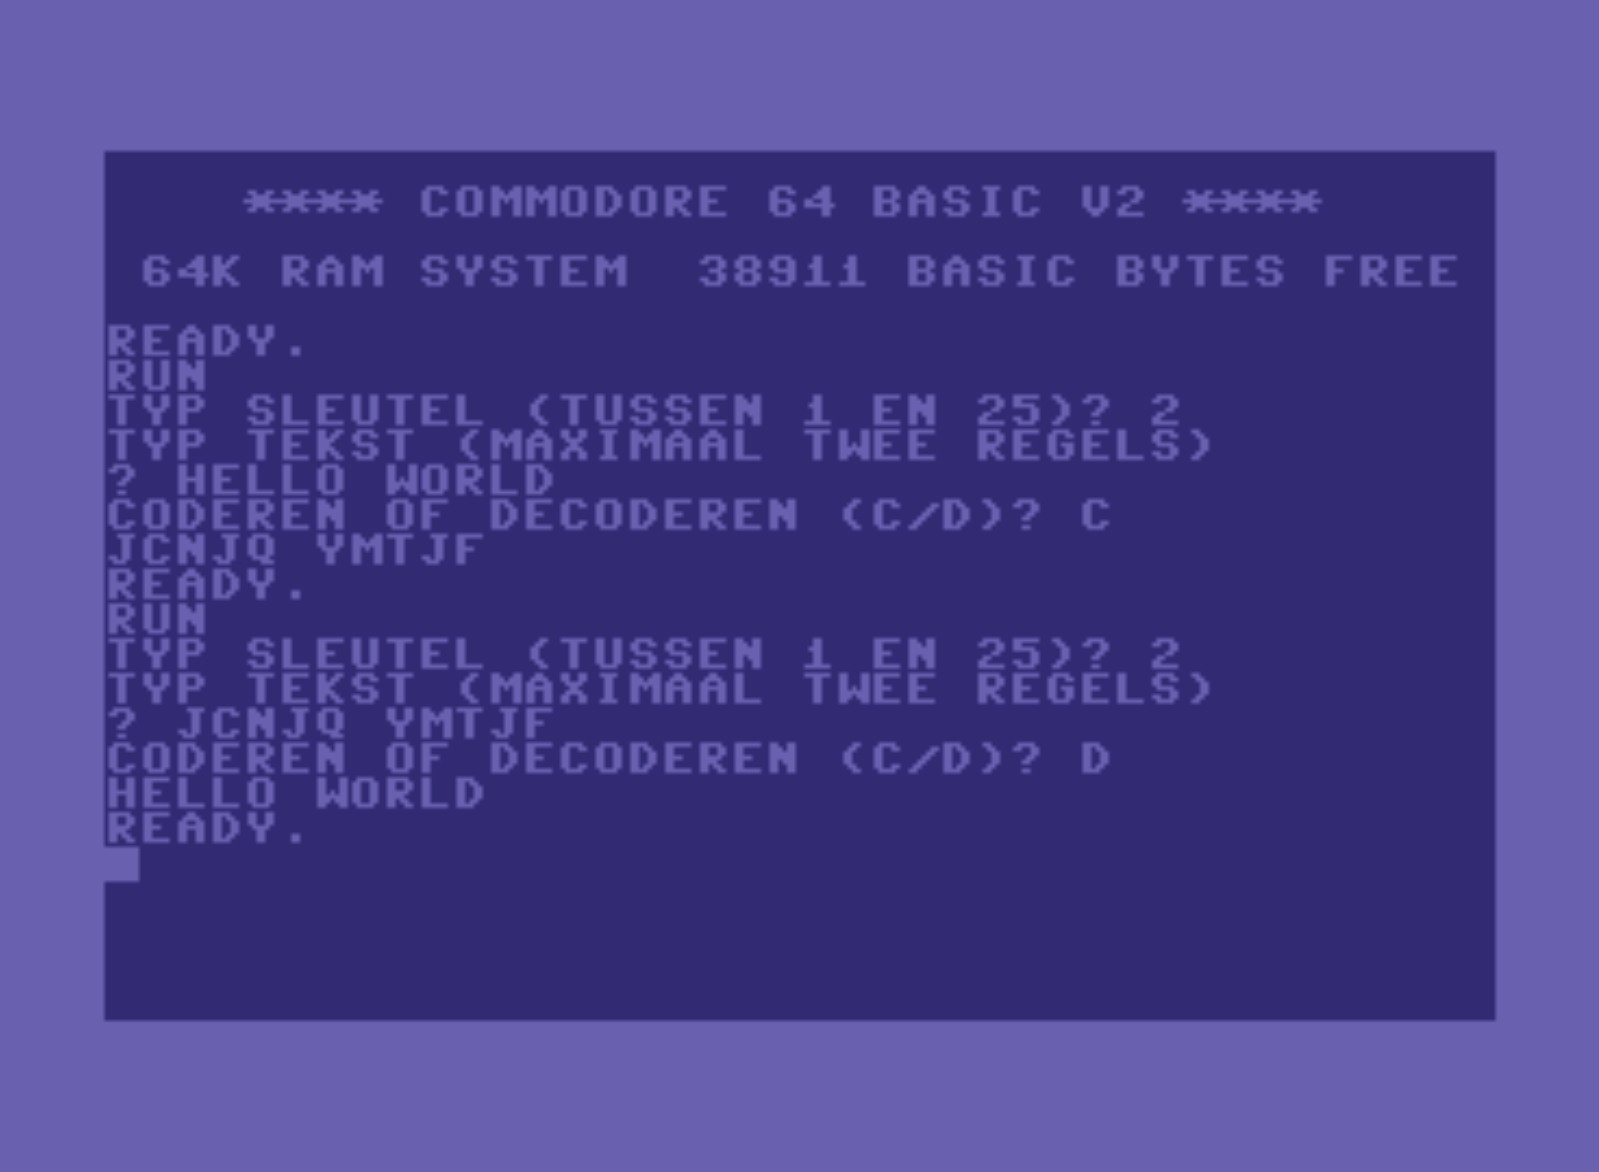 **** COMMODORE 64 BASIC V2 ****
64K RAM SYSTEM  38911 BASIC BYTES FREE
READY.
RUN
TYP SLEUTEL (TUSSEN 1 EN 25)? 2
TYP TEKST (MAXIMAAL TWEE REGELS)
? HELLO WORLD
CODEREN OF DECODEREN (C/D)? C
JCNJQ YMTJF
READY.
RUN
TYP SLEUTEL (TUSSEN 1 EN 25)? 2
TYP TEKST (MAXIMAAL TWEE REGELS)
? JCNJQ YMTJF
CODEREN OF DECODEREN (C/D)? D
HELLO WORLD
READY.